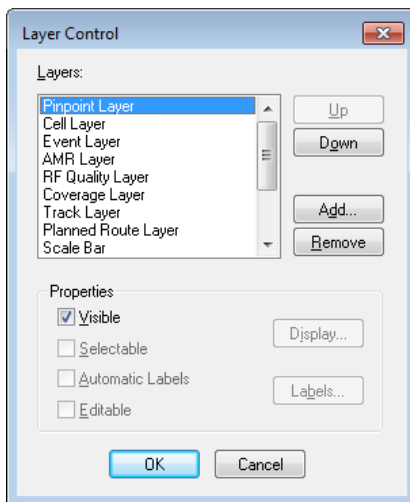 Layer Control
Layers:
Pinpoint Layer
Cell Layer
Event Layer
AMR Layer
RF Quality Layer
Coverage Layer
Track Layer
Planned Route Layer
Scale Bar
Up
Down
Add...
Remove
Properties
Visible
Selectable
Automatic Labels
Editable
Display...
Labels...
OK
Cancel